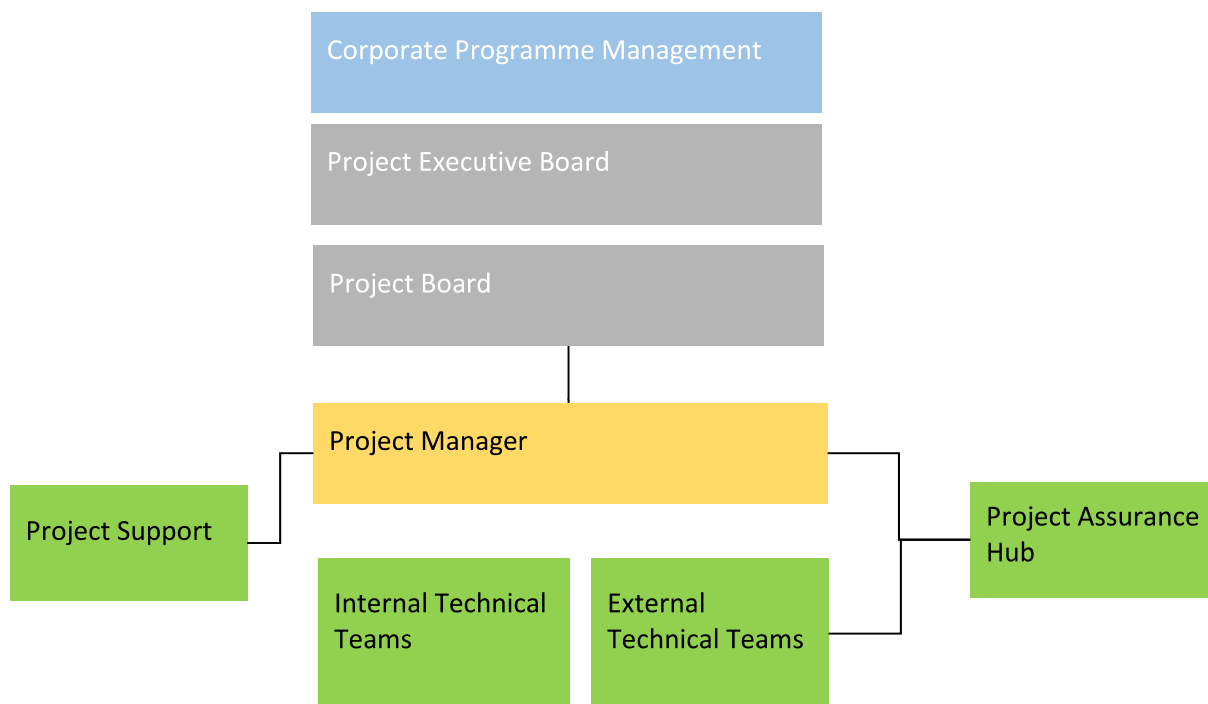 Corporate Programme Management
Project Executive Board
Project Board
Project Manager
Project Support
Project Assurance
Hub
Internal Technical
Teams
External
Technical Teams